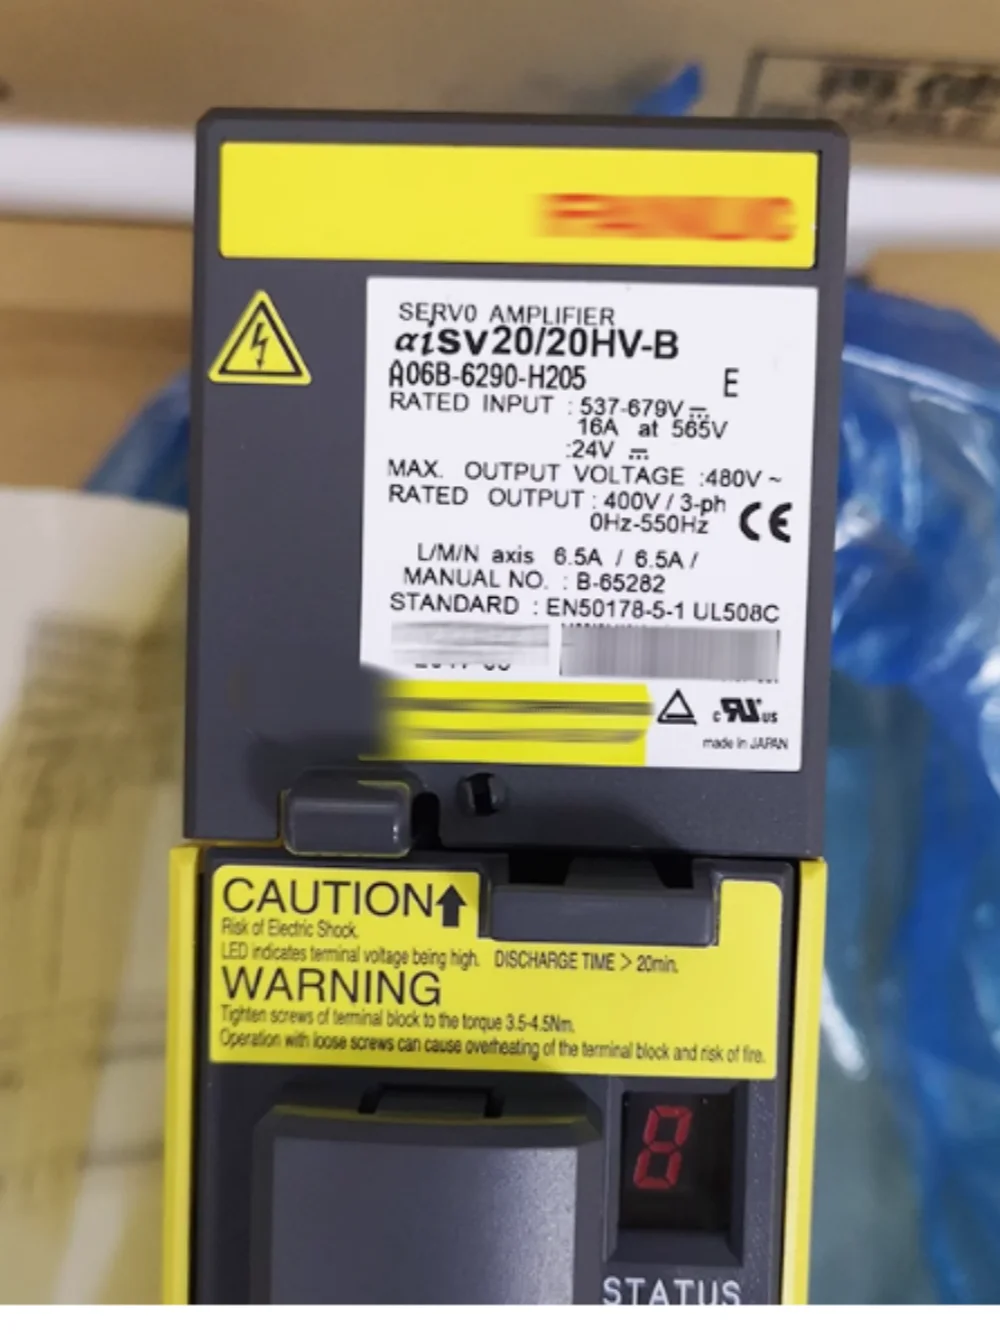 FANUC
SERVO AMPLIFIER
αiSV20/20HV-B
A06B-6290-H205 E
RATED INPUT : 537-679V
16A at 565V
:24V
MAX. OUTPUT VOLTAGE :480V ~
RATED OUTPUT : 400V / 3-ph
0Hz-550Hz
CE
L/M/N axis 6.5A / 6.5A /
MANUAL NO. : B-65282
STANDARD : EN50178-5-1 UL508C
c RU US
made in JAPAN
CAUTION
Risk of Electric Shock.
LED indicates terminal voltage being high. DISCHARGE TIME > 20min.
WARNING
Tighten screws of terminal block to the torque 3.5-4.5Nm.
Operation with loose screws can cause overheating of the terminal block and risk of fire.
8
STATUS